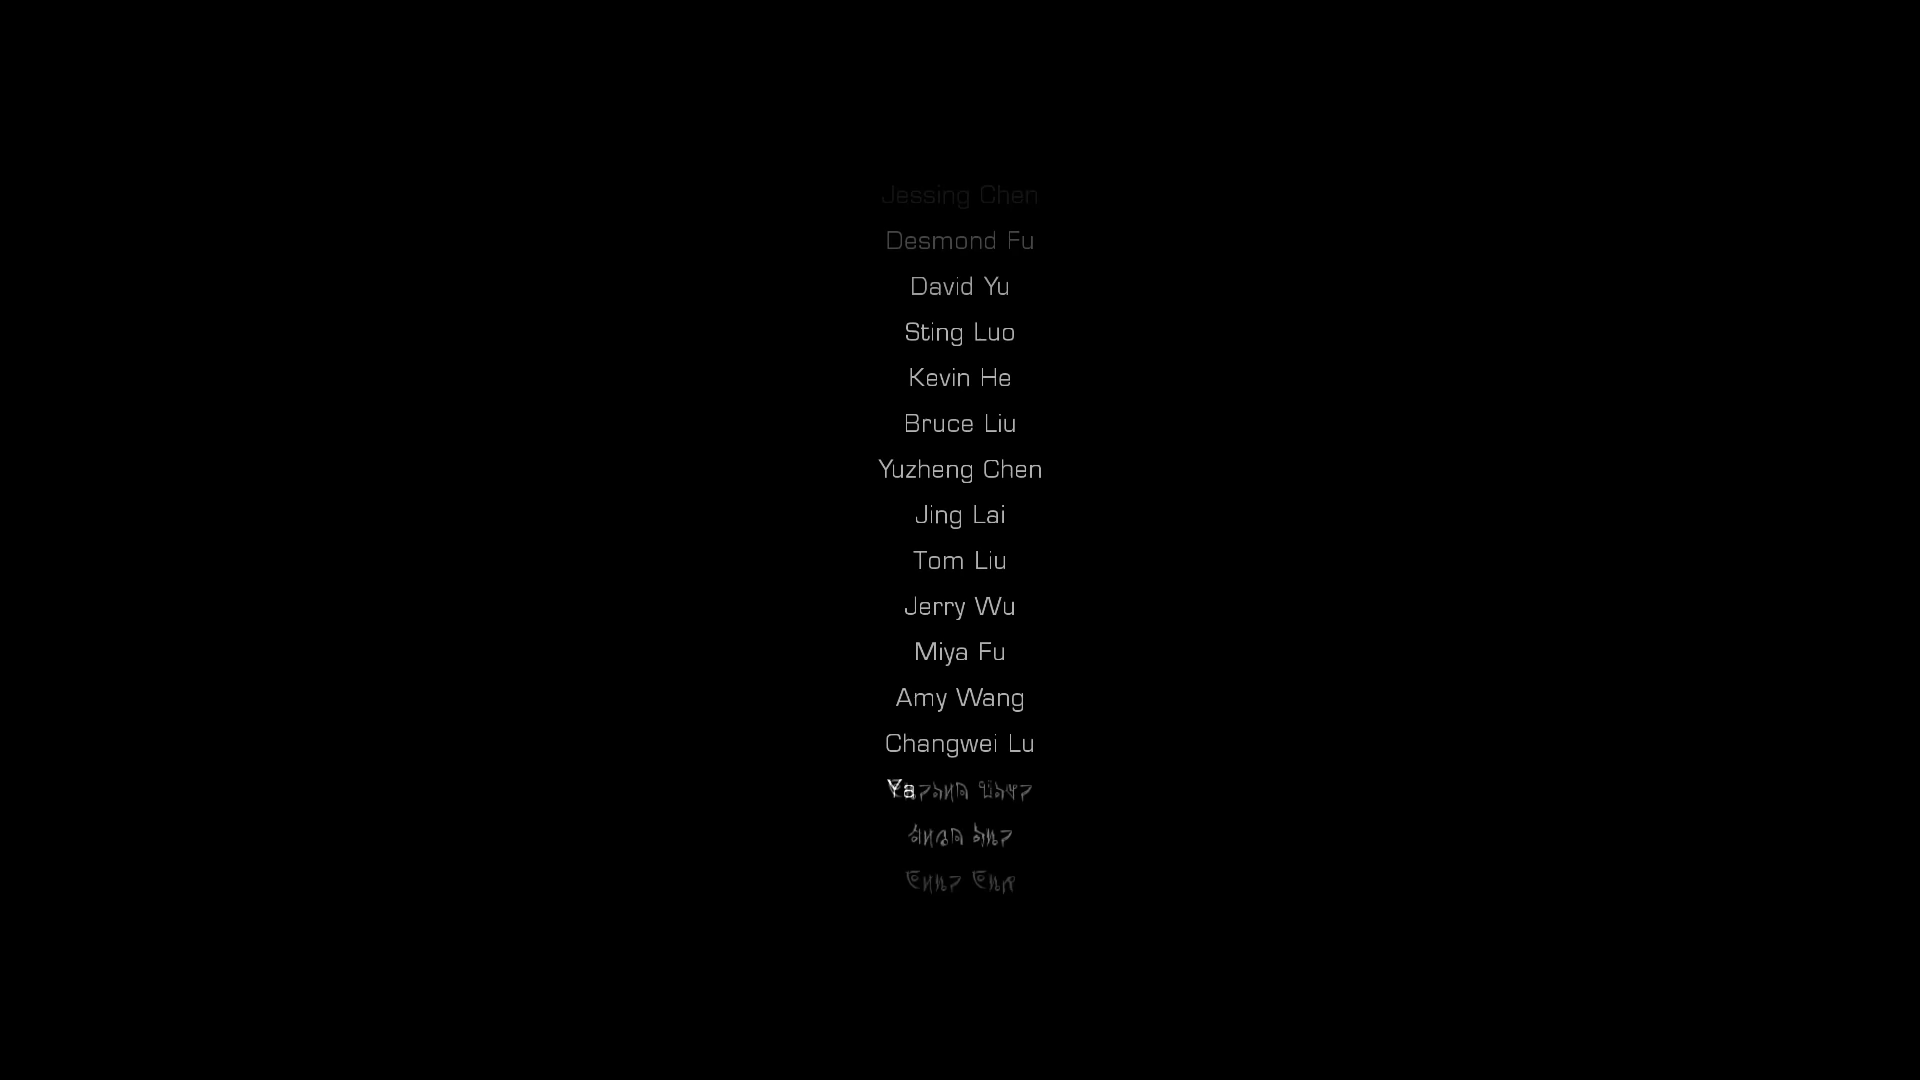 Jessing Chen
Desmond Fu
David Yu
Sting Luo
Kevin He
Bruce Liu
Yuzheng Chen
Jing Lai
Tom Liu
Jerry Wu
Miya Fu
Amy Wang
Changwei Lu
Ya